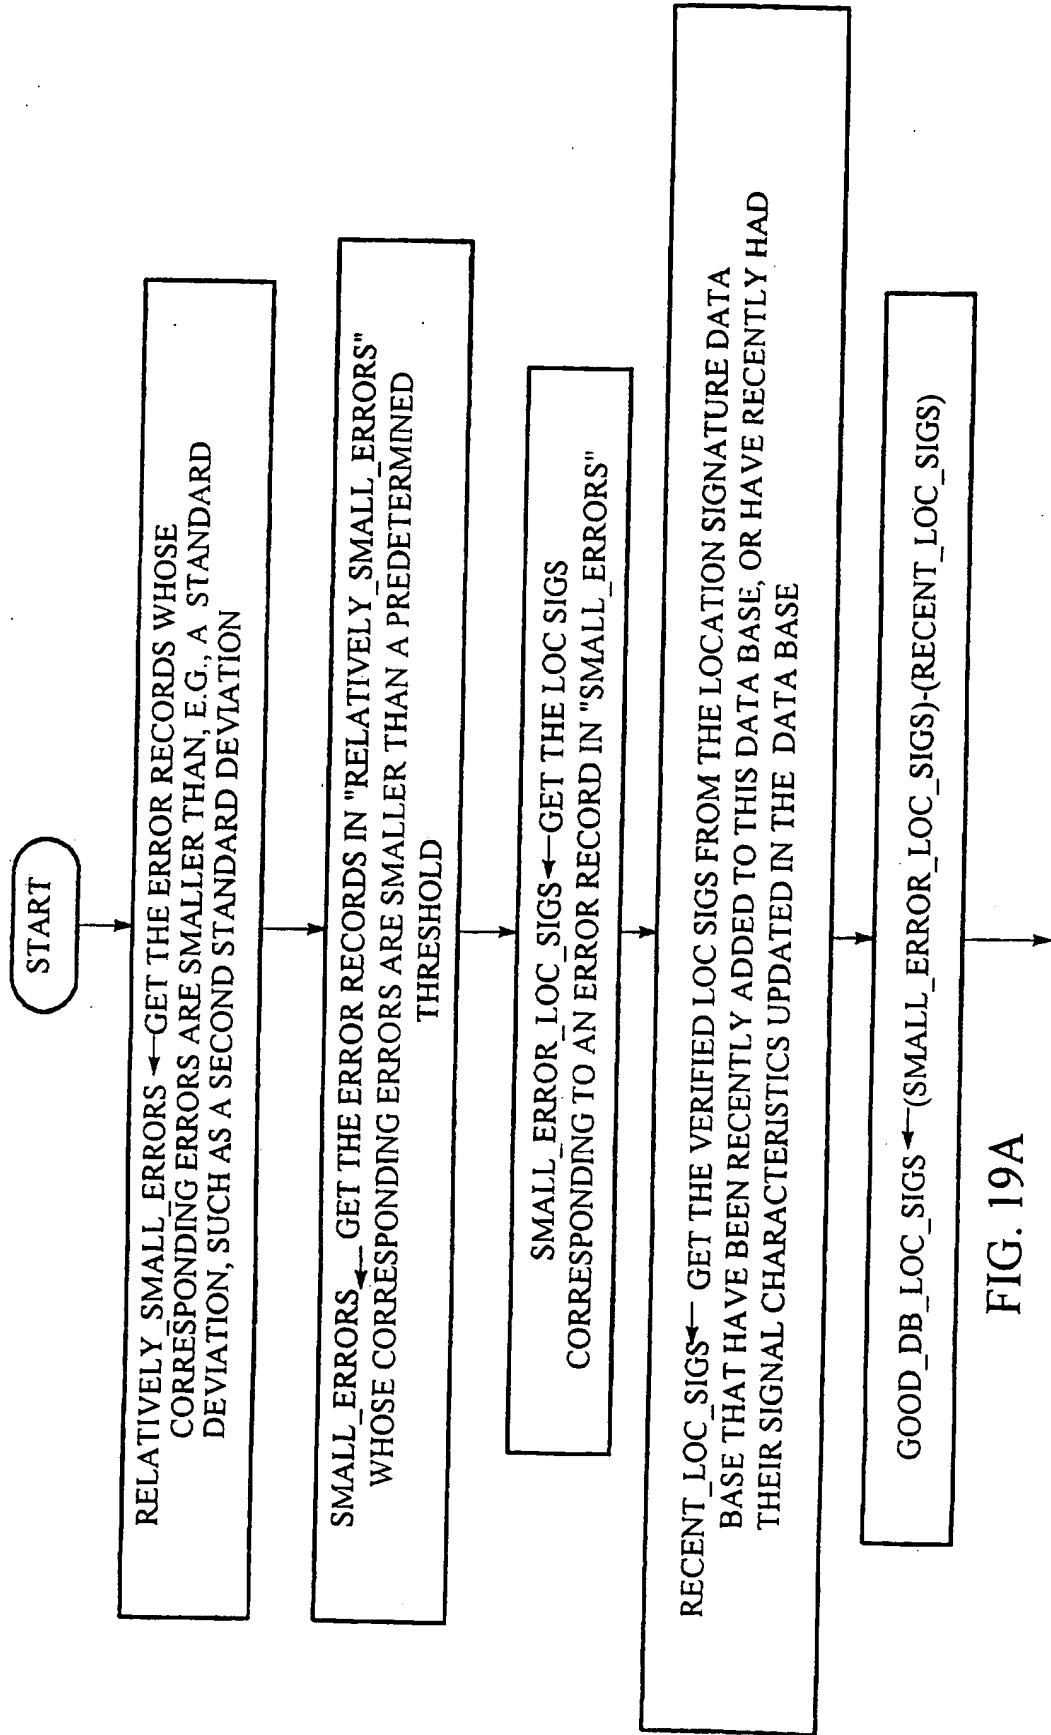 START
RELATIVELY_SMALL_ERRORS ← GET THE ERROR RECORDS WHOSE
CORRESPONDING ERRORS ARE SMALLER THAN, E.G., A STANDARD
DEVIATION, SUCH AS A SECOND STANDARD DEVIATION
SMALL_ERRORS ← GET THE ERROR RECORDS IN "RELATIVELY_SMALL_ERRORS"
WHOSE CORRESPONDING ERRORS ARE SMALLER THAN A PREDETERMINED
THRESHOLD
SMALL_ERROR_LOC_SIGS ← GET THE LOC SIGS
CORRESPONDING TO AN ERROR RECORD IN "SMALL_ERRORS"
RECENT_LOC_SIGS ← GET THE VERIFIED LOC SIGS FROM THE LOCATION SIGNATURE DATA
BASE THAT HAVE BEEN RECENTLY ADDED TO THIS DATA BASE, OR HAVE RECENTLY HAD
THEIR SIGNAL CHARACTERISTICS UPDATED IN THE DATA BASE
GOOD_DB_LOC_SIGS ← (SMALL_ERROR_LOC_SIGS)-(RECENT_LOC_SIGS)
FIG. 19A